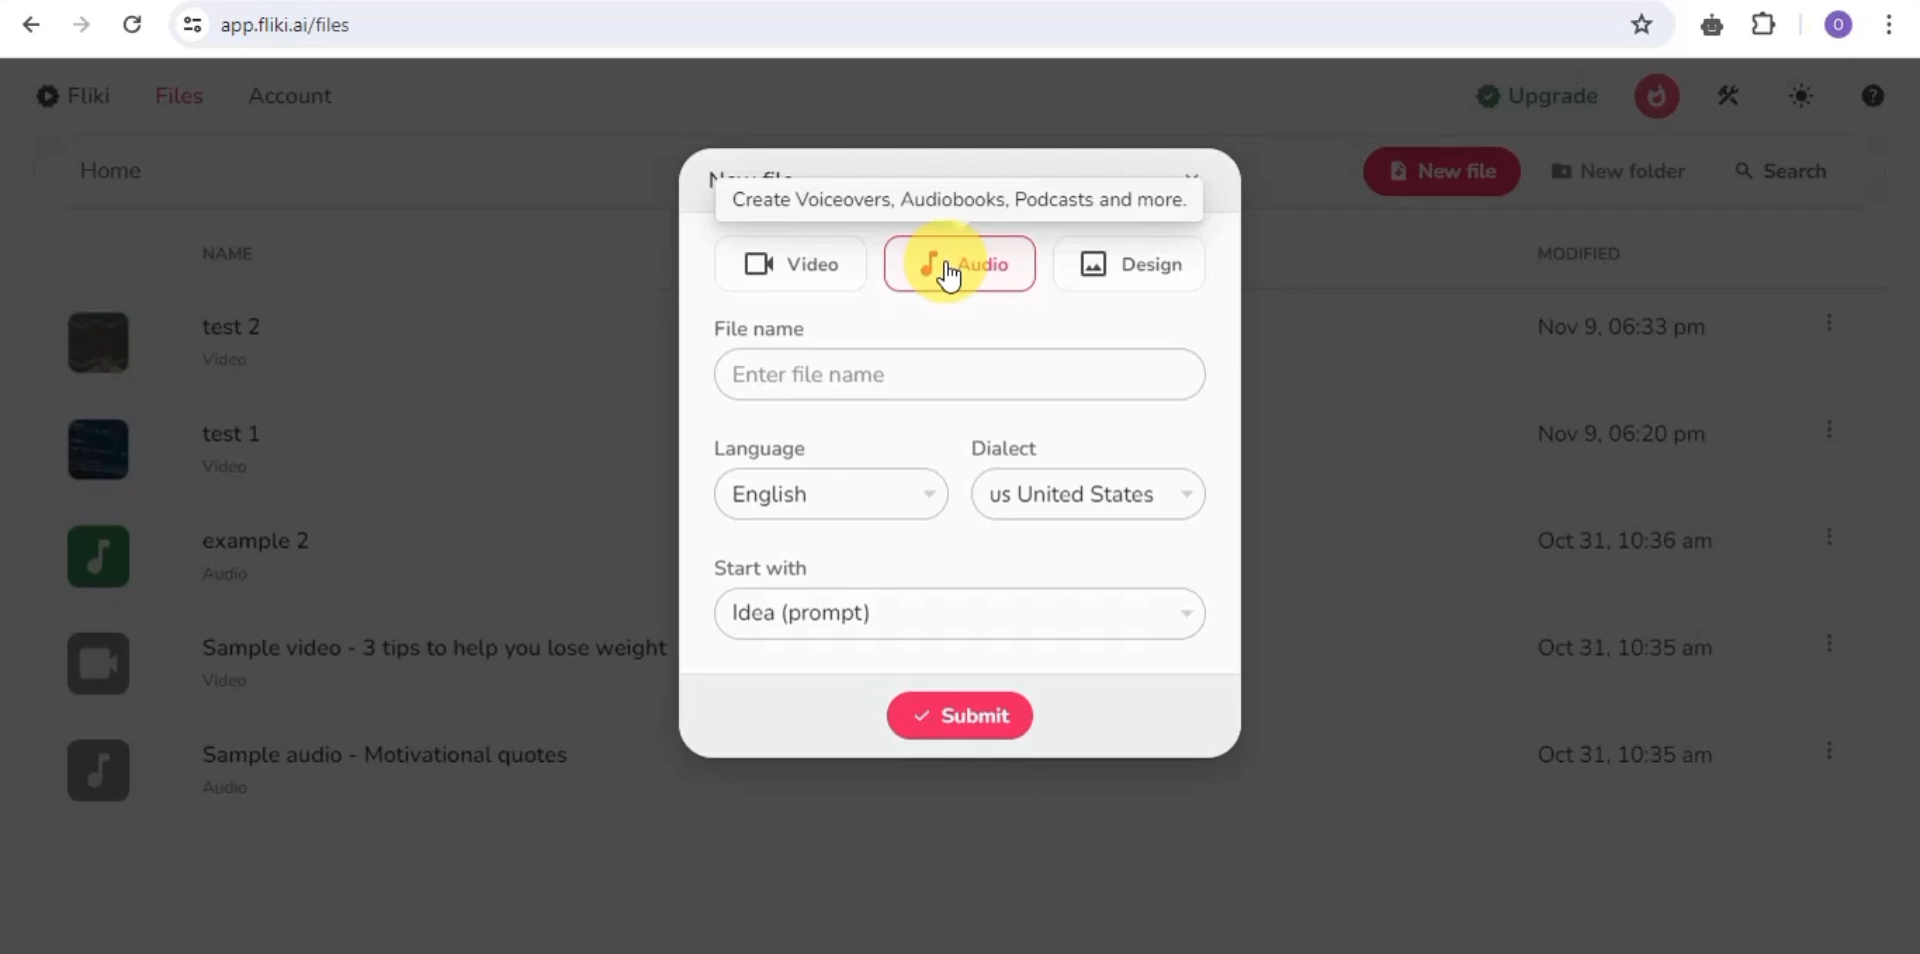 app.fliki.ai/files
O
Fliki Files Account Upgrade
Home New file New folder Search
Create Voiceovers, Audiobooks, Podcasts and more.
NAME MODIFIED
Video Audio Design
File name
Enter file name
Language Dialect
English us United States
Start with
Idea (prompt)
Submit
test 2 Nov 9, 06:33 pm
Video
test 1 Nov 9, 06:20 pm
Video
example 2 Oct 31, 10:36 am
Audio
Sample video - 3 tips to help you lose weight Oct 31, 10:35 am
Video
Sample audio - Motivational quotes Oct 31, 10:35 am
Audio